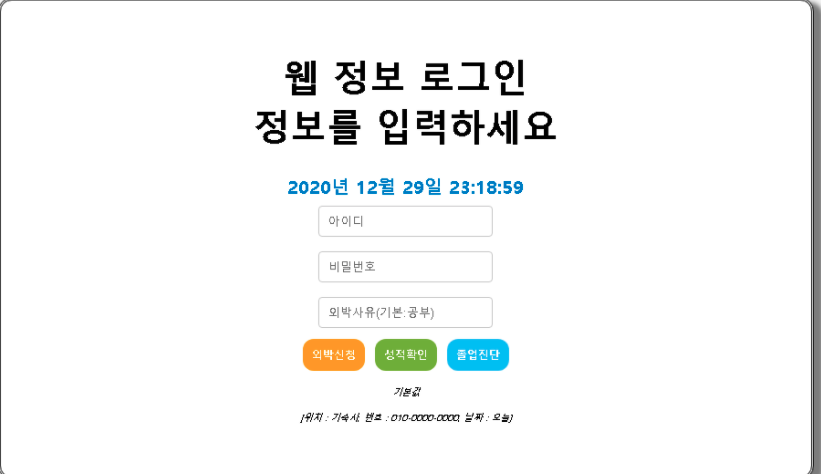 웹 정보 로그인
정보를 입력하세요
2020년 12월 29일 23:18:59
아이디
비밀번호
외박사유(기본:공부)
외박신청 성적확인 졸업진단
기본값
[위치 : 기숙사, 번호 : 010-0000-0000, 날짜 : 오늘]